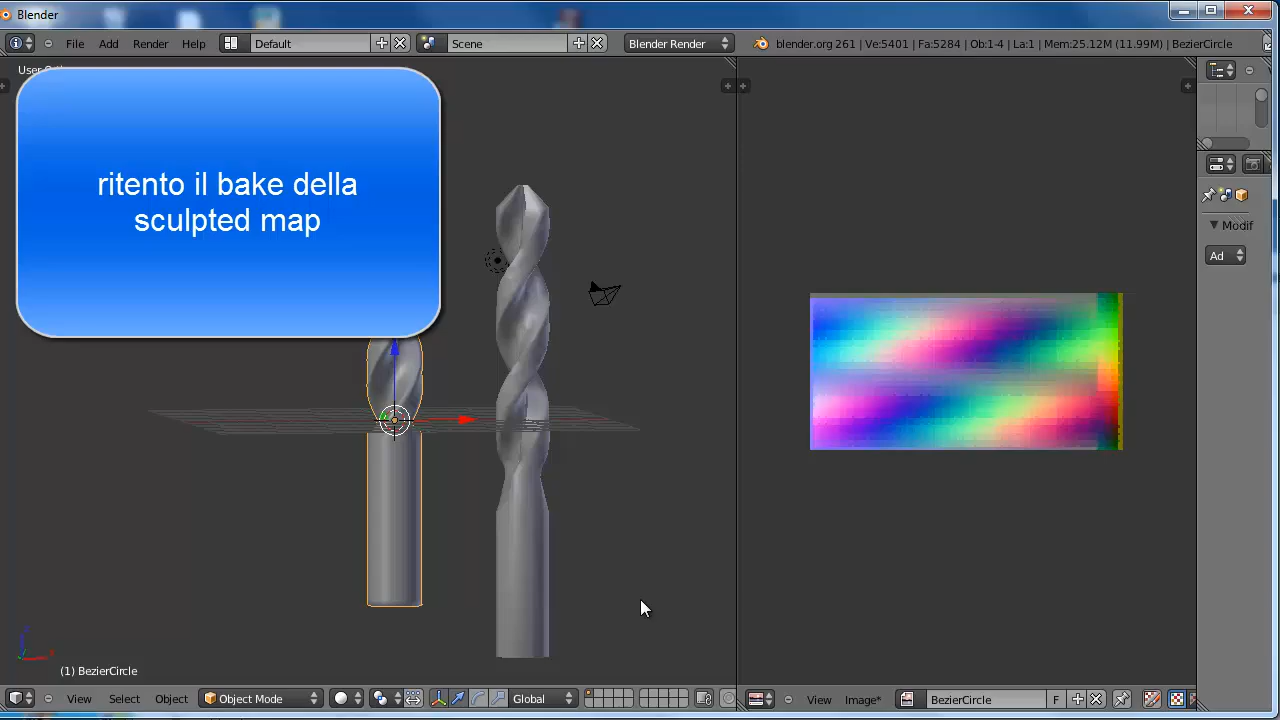 Blender
File Add Render Help Default Scene Blender Render blender.org 261 | Ve:5401 | Fa:5284 | Ob:1-4 | La:1 | Mem:25.12M (11.99M) | BezierCircle
ritento il bake della
sculpted map
Modif
Ad
(1) BezierCircle
View Select Object Object Mode Global View Image* BezierCircle F